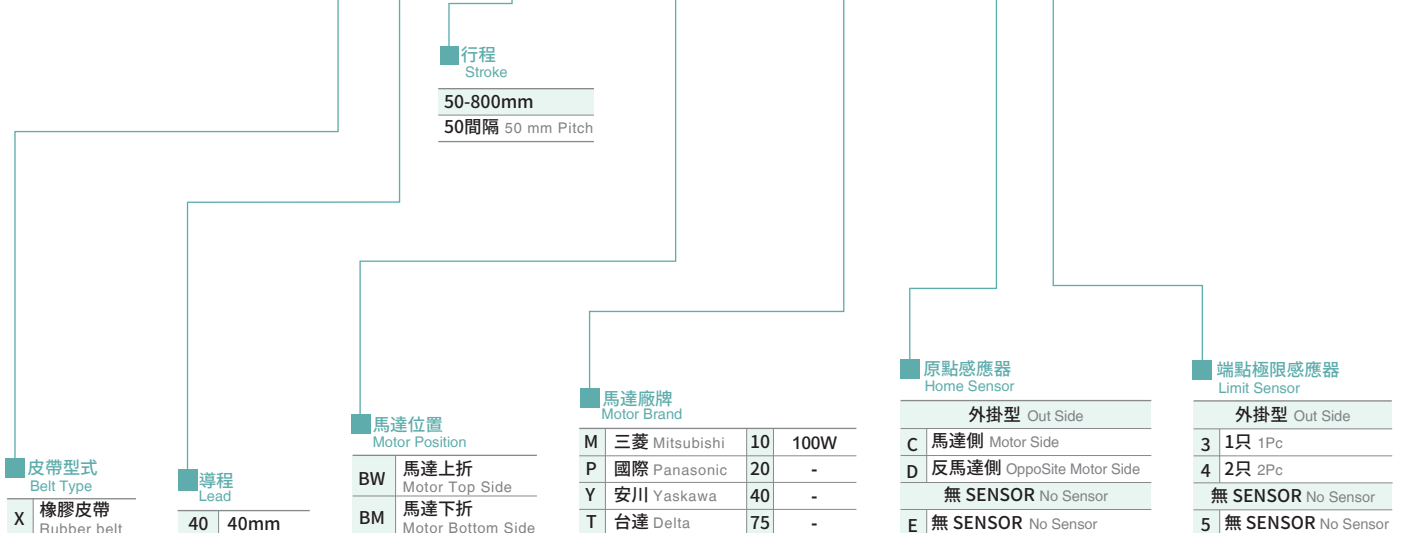 行程
Stroke
50-800mm
50間隔 50 mm Pitch
皮帶型式
Belt Type
X 橡膠皮帶
Rubber belt
導程
Lead
40 40mm
馬達位置
Motor Position
BW 馬達上折
Motor Top Side
BM 馬達下折
Motor Bottom Side
馬達廠牌
Motor Brand
M 三菱 Mitsubishi 10 100W
P 國際 Panasonic 20 -
Y 安川 Yaskawa 40 -
T 台達 Delta 75 -
原點感應器
Home Sensor
外掛型 Out Side
C 馬達側 Motor Side
D 反馬達側 OppoSite Motor Side
無 SENSOR No Sensor
E 無 SENSOR No Sensor
端點極限感應器
Limit Sensor
外掛型 Out Side
3 1只 1Pc
4 2只 2Pc
無 SENSOR No Sensor
5 無 SENSOR No Sensor